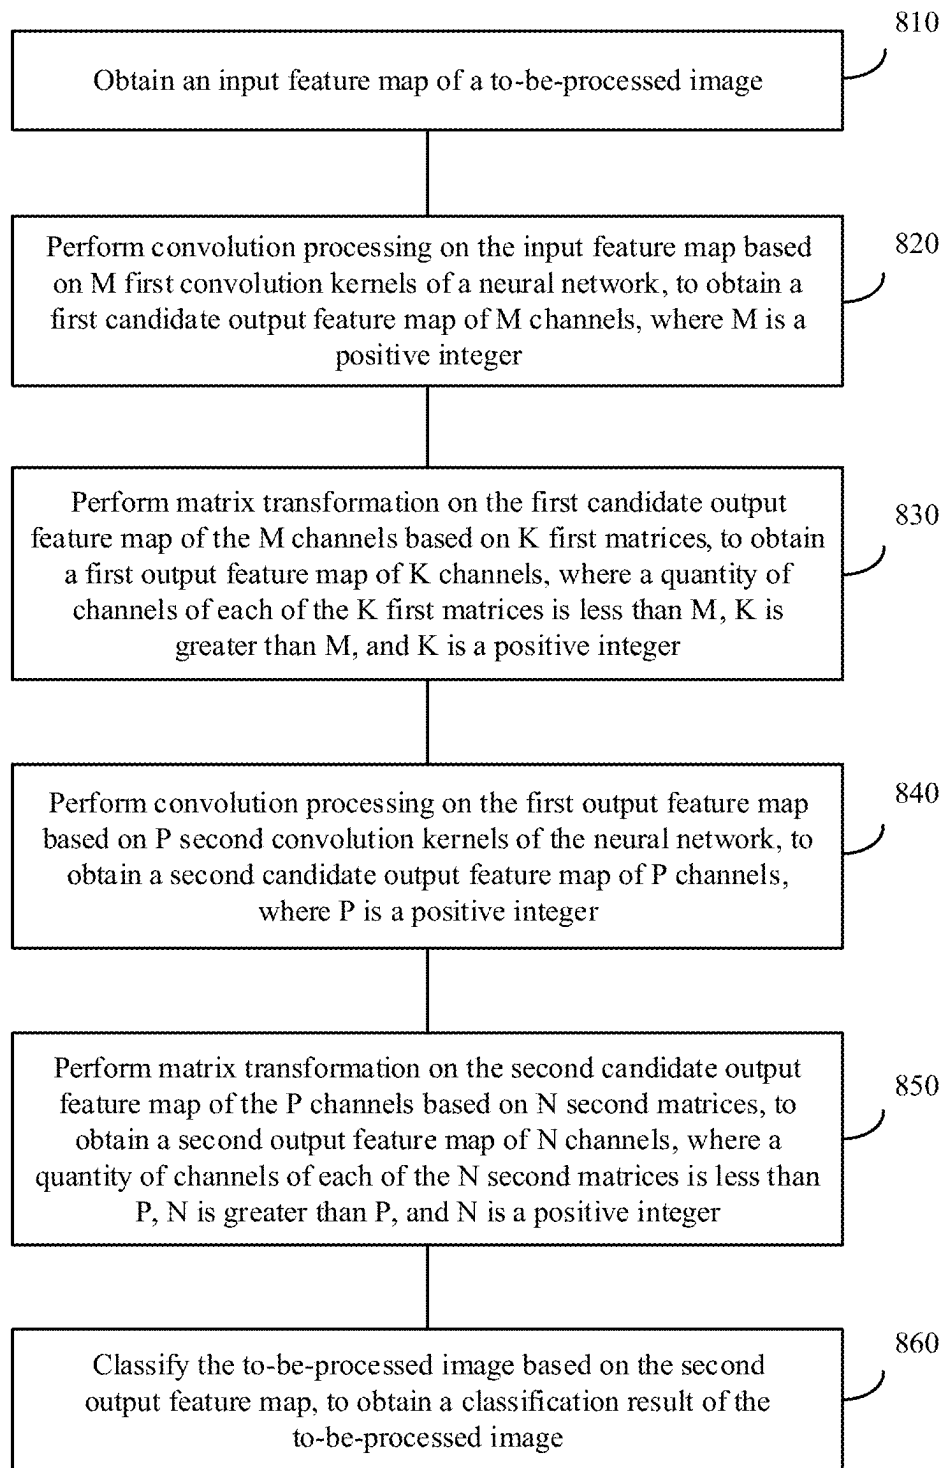 810
Obtain an input feature map of a to-be-processed image
820
Perform convolution processing on the input feature map based
on M first convolution kernels of a neural network, to obtain a
first candidate output feature map of M channels, where M is a
positive integer
830
Perform matrix transformation on the first candidate output
feature map of the M channels based on K first matrices, to obtain
a first output feature map of K channels, where a quantity of
channels of each of the K first matrices is less than M, K is
greater than M, and K is a positive integer
840
Perform convolution processing on the first output feature map
based on P second convolution kernels of the neural network, to
obtain a second candidate output feature map of P channels,
where P is a positive integer
850
Perform matrix transformation on the second candidate output
feature map of the P channels based on N second matrices, to
obtain a second output feature map of N channels, where a
quantity of channels of each of the N second matrices is less than
P, N is greater than P, and N is a positive integer
860
Classify the to-be-processed image based on the second
output feature map, to obtain a classification result of the
to-be-processed image